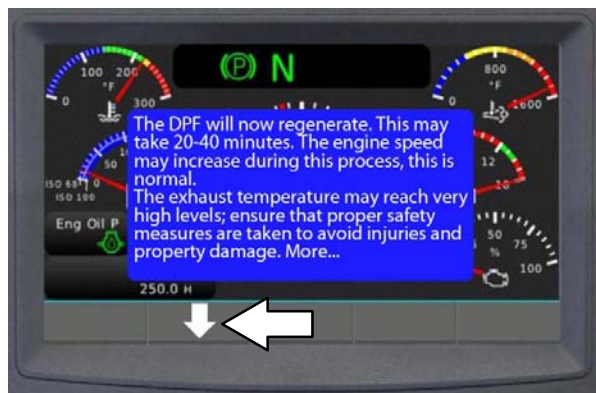 (P) N
100 200
°F
0 300
800
°F
0 1600
The DPF will now regenerate. This may
take 20-40 minutes. The engine speed
may increase during this process, this is
normal.
The exhaust temperature may reach very
high levels; ensure that proper safety
measures are taken to avoid injuries and
property damage. More...
50
0
ISO 100
12
Eng Oil P
50
75
%
100
250.0 H